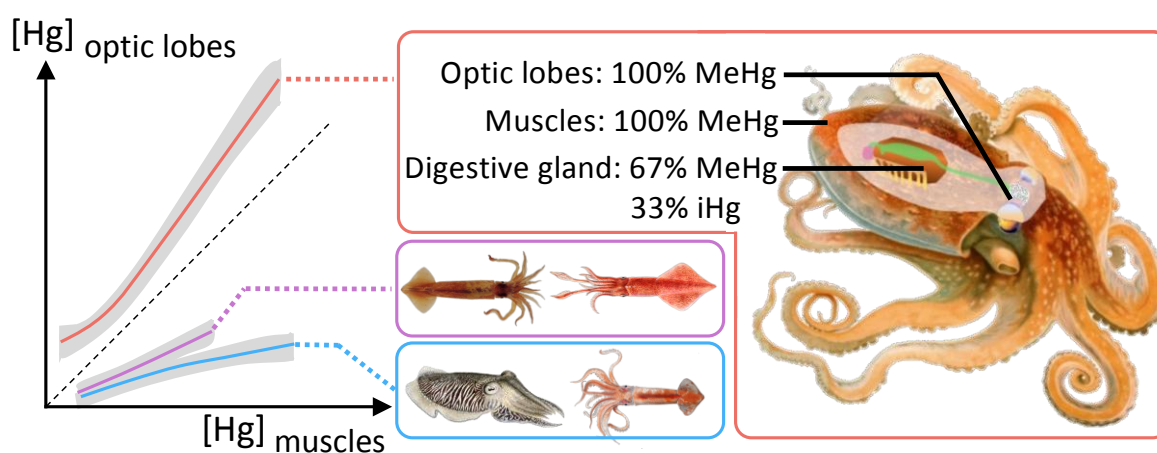 [Hg] optic lobes
Optic lobes: 100% MeHg
Muscles: 100% MeHg
Digestive gland: 67% MeHg
33% iHg
[Hg] muscles